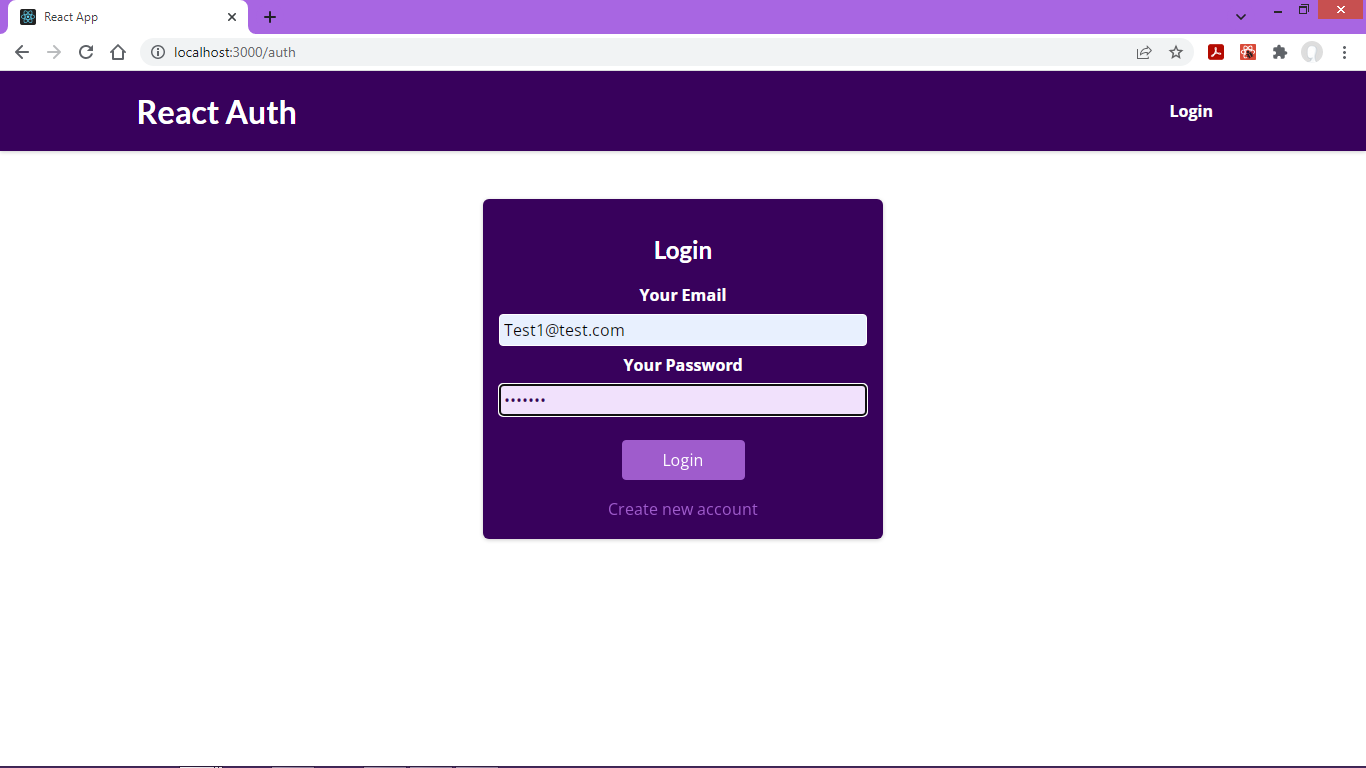 React App
localhost:3000/auth
React Auth
Login
Login
Your Email
Test1@test.com
Your Password
•••••••
Login
Create new account